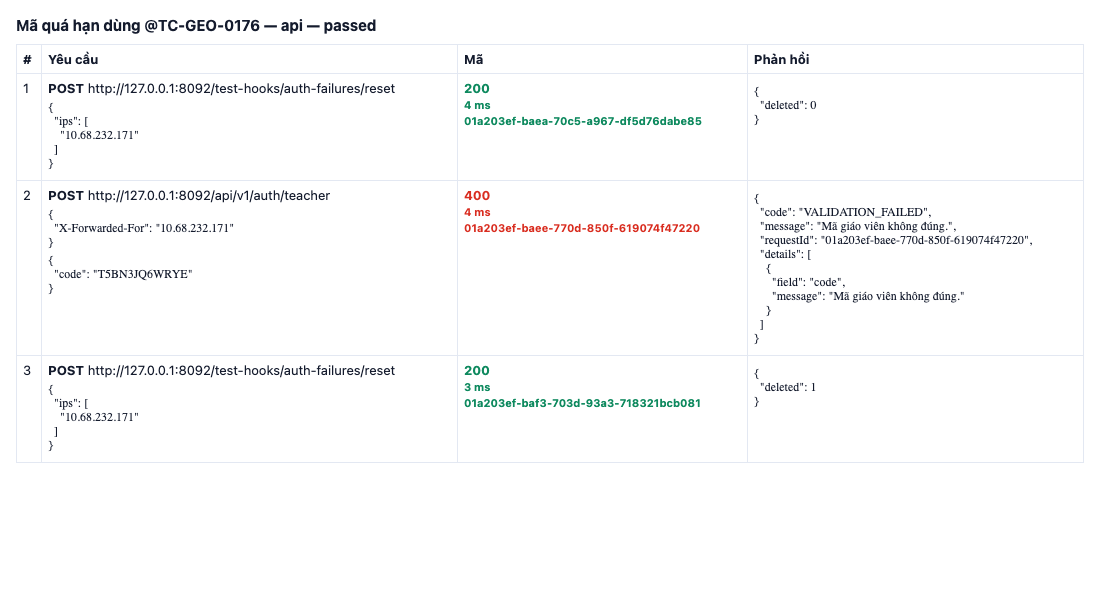 Mã quá hạn dùng @TC-GEO-0176 — api — passed
# Yêu cầu Mã Phản hồi
1 POST http://127.0.0.1:8092/test-hooks/auth-failures/reset
{
"ips": [
"10.68.232.171"
]
}
200
4 ms
01a203ef-baea-70c5-a967-df5d76dabe85
{
"deleted": 0
}
2 POST http://127.0.0.1:8092/api/v1/auth/teacher
{
"X-Forwarded-For": "10.68.232.171"
}
{
"code": "T5BN3JQ6WRYE"
}
400
4 ms
01a203ef-baee-770d-850f-619074f47220
{
"code": "VALIDATION_FAILED",
"message": "Mã giáo viên không đúng.",
"requestId": "01a203ef-baee-770d-850f-619074f47220",
"details": [
{
"field": "code",
"message": "Mã giáo viên không đúng."
}
]
}
3 POST http://127.0.0.1:8092/test-hooks/auth-failures/reset
{
"ips": [
"10.68.232.171"
]
}
200
3 ms
01a203ef-baf3-703d-93a3-718321bcb081
{
"deleted": 1
}